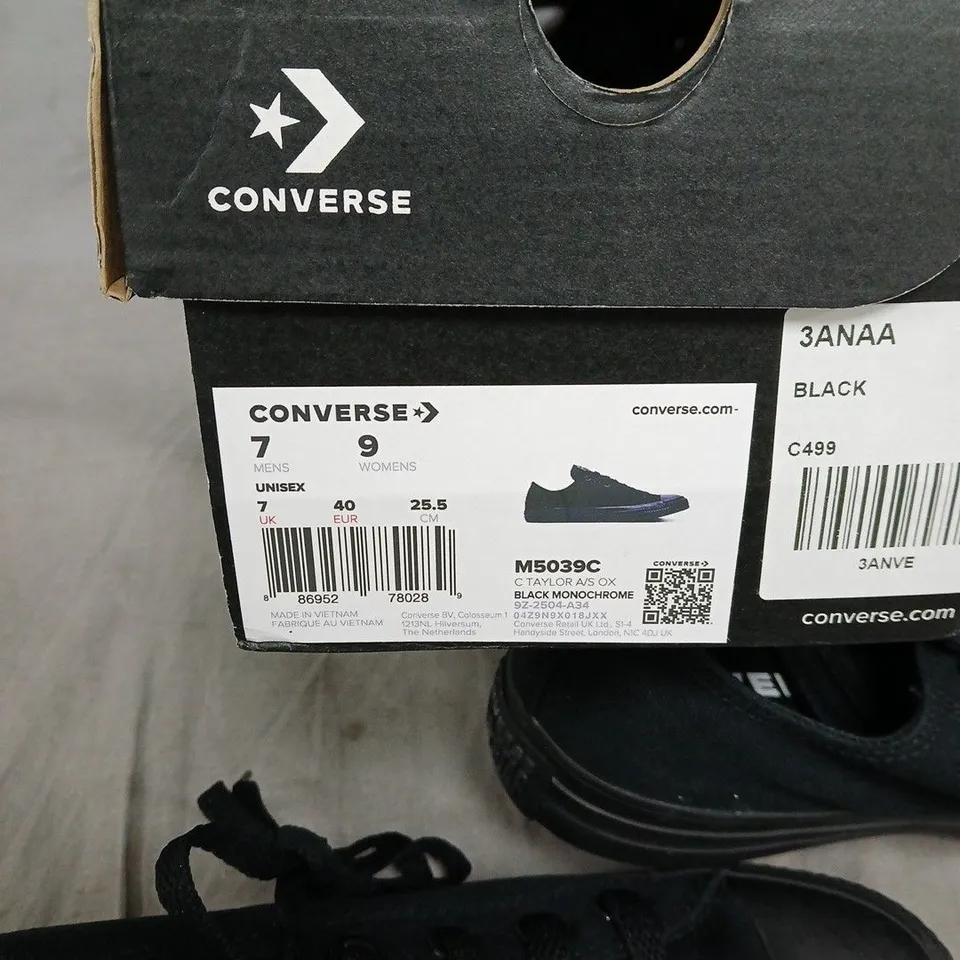 CONVERSE
CONVERSE
converse.com
7 9
MENS WOMENS
UNISEX
7 40 25.5
UK EUR CM
8 86952 78028 9
MADE IN VIETNAM
FABRIQUE AU VIETNAM
Converse BV, Colosseum 1
1213NL Hilversum,
The Netherlands
M5039C
C TAYLOR A/S OX
BLACK MONOCHROME
9Z-2504-A34
04Z9N9X018JXX
Converse Retail UK Ltd., S1-4
Handyside Street, London, N1C 4DJ UK
CONVERSE
3ANAA
BLACK
C499
3ANVE
converse.com